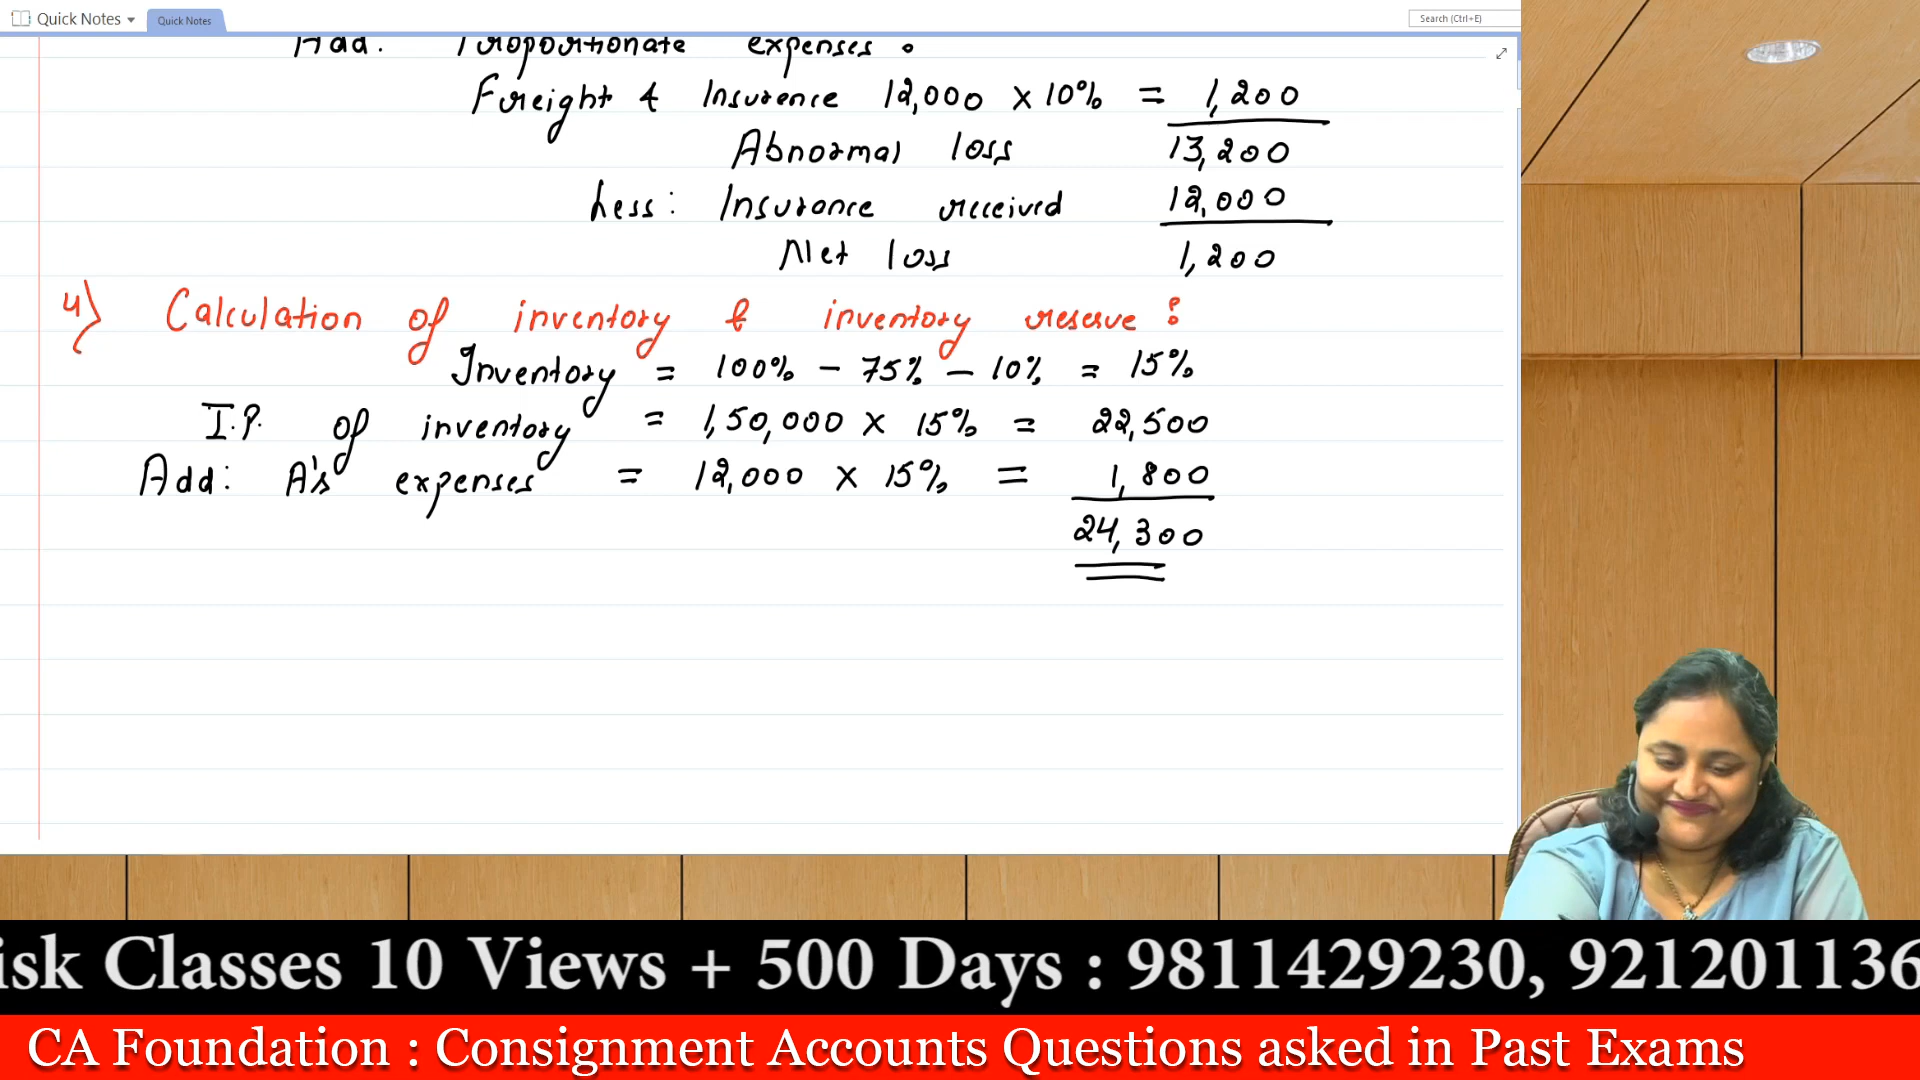 Quick Notes
Quick Notes
Search (Ctrl+E)
Add: Proportionate expenses :
Freight & Insurence 12,000 × 10% = 1,200
Abnormal loss 13,200
Less : Insurance received 12,000
Net loss 1,200
4) Calculation of inventory & inventory reserve :
Inventory = 100% - 75% - 10% = 15%
I.P. of inventory = 1,50,000 × 15% = 22,500
Add: A's expenses = 12,000 × 15% = 1,800
24,300
isk Classes 10 Views + 500 Days : 9811429230, 921201136
CA Foundation : Consignment Accounts Questions asked in Past Exams